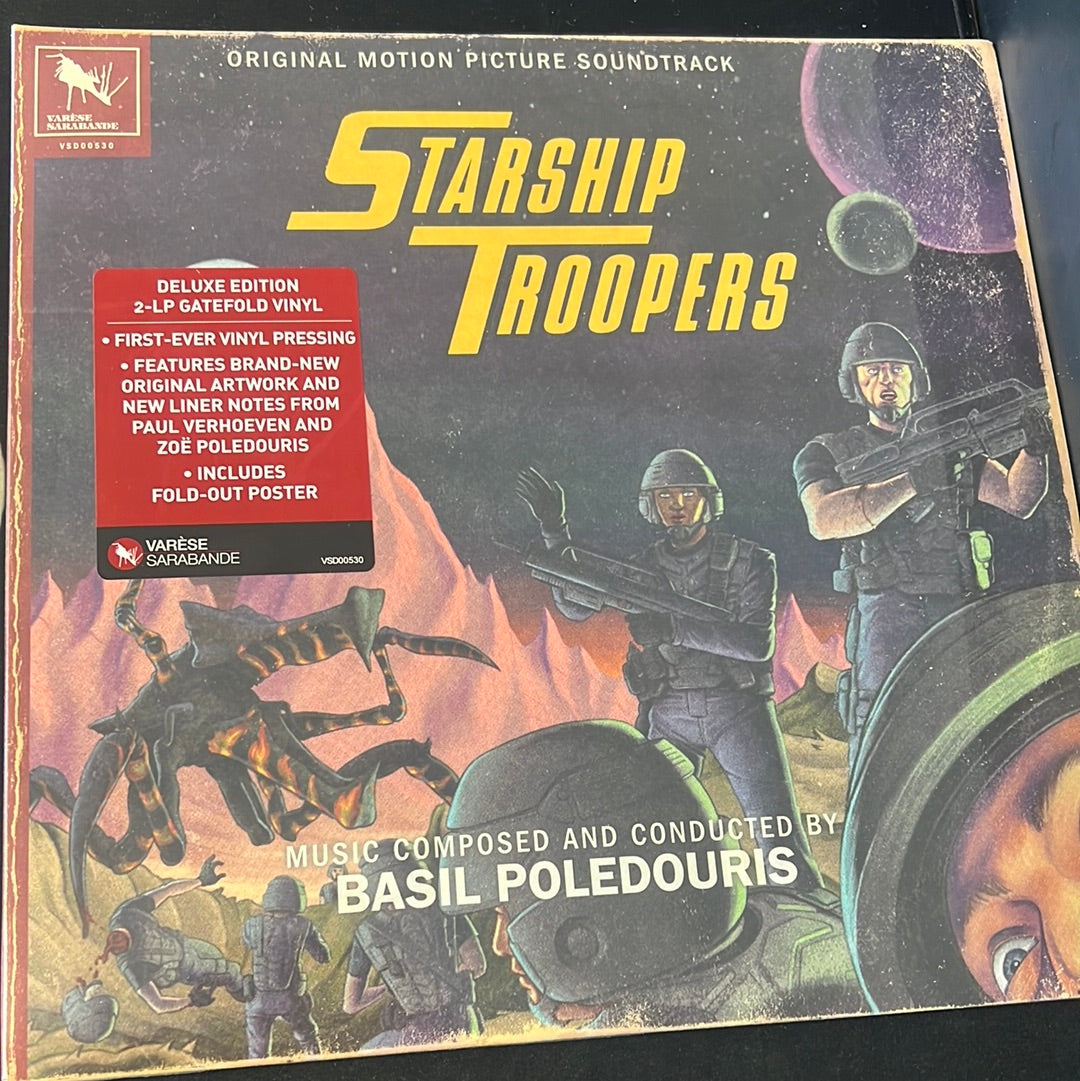 ORIGINAL MOTION PICTURE SOUNDTRACK
VARÈSE
SARABANDE
VSD00530
STARSHIP
TROOPERS
DELUXE EDITION
2-LP GATEFOLD VINYL
• FIRST-EVER VINYL PRESSING
• FEATURES BRAND-NEW
ORIGINAL ARTWORK AND
NEW LINER NOTES FROM
PAUL VERHOEVEN AND
ZOË POLEDOURIS
• INCLUDES
FOLD-OUT POSTER
VARÈSE
SARABANDE
VSD00530
MUSIC COMPOSED AND CONDUCTED BY
BASIL POLEDOURIS